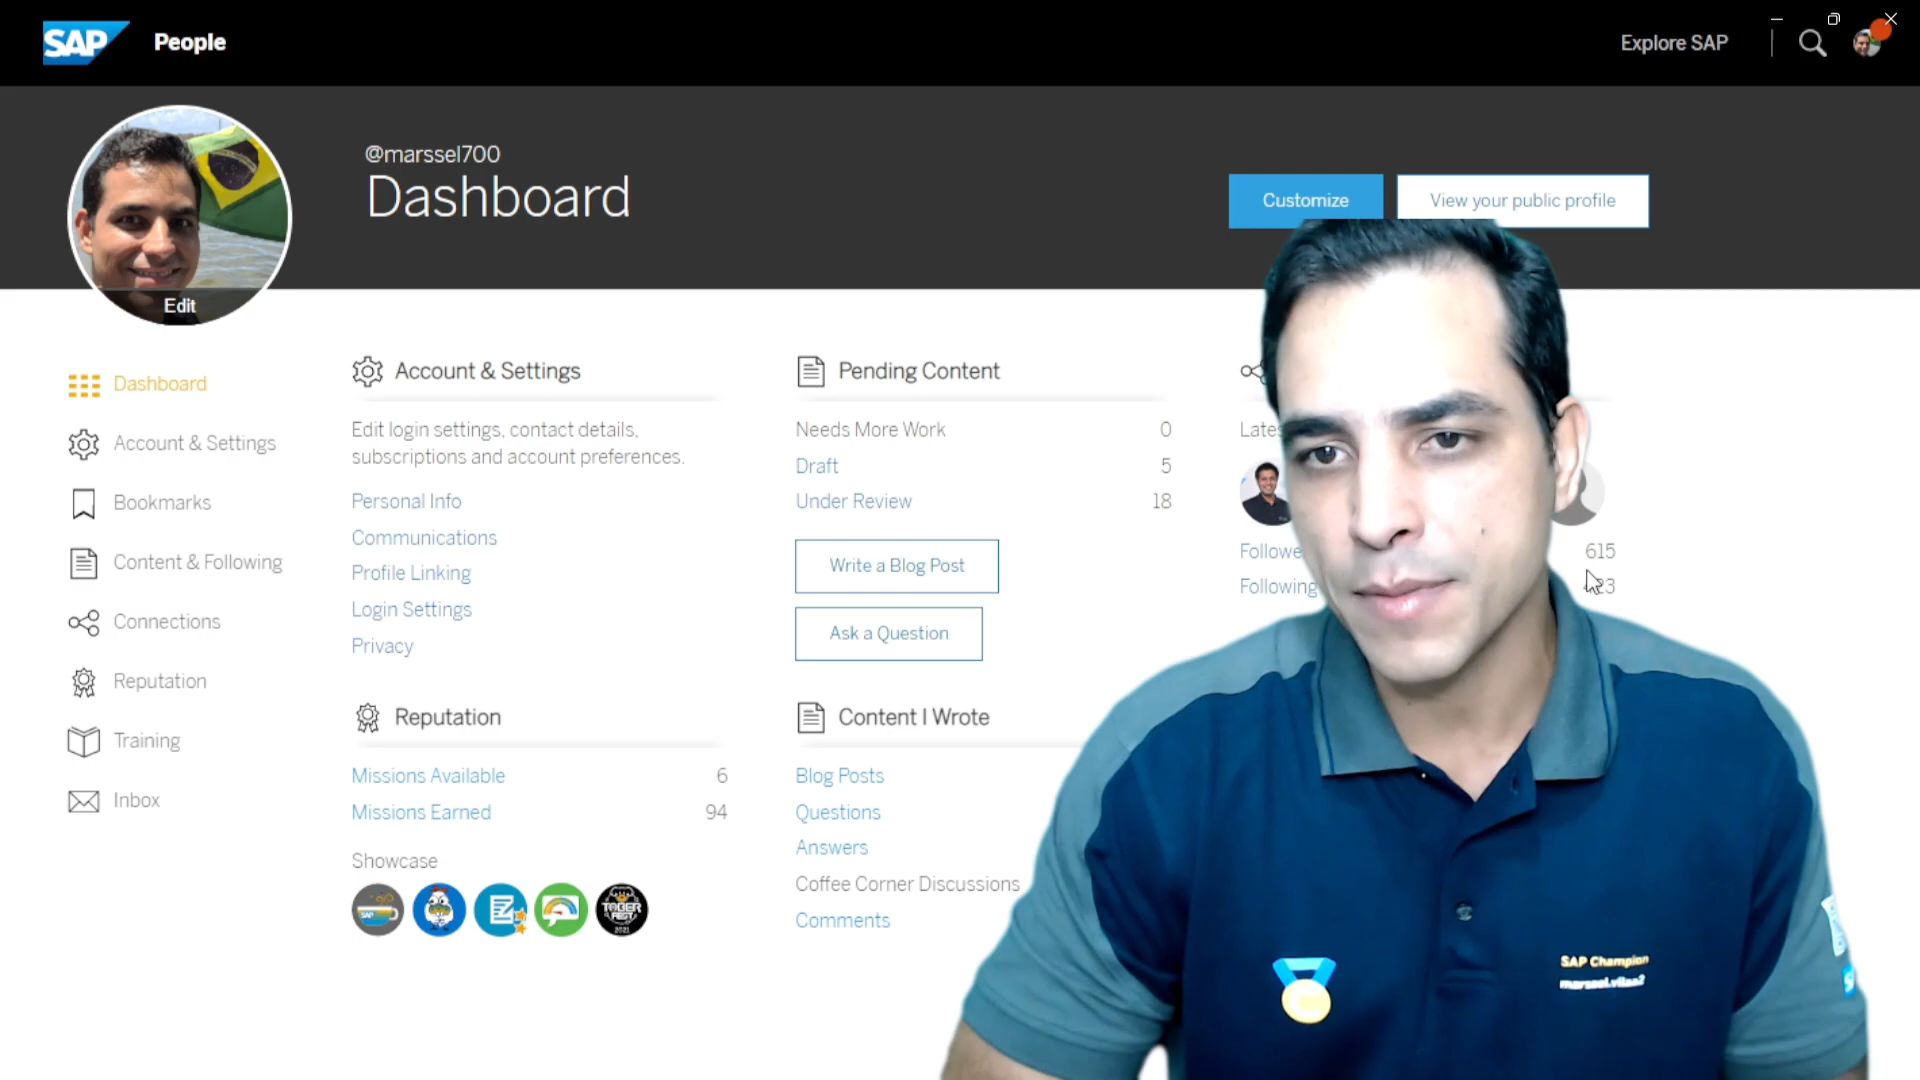 SAP People Explore SAP
@marssel700
Dashboard
Customize View your public profile
Edit
Dashboard
Account & Settings
Bookmarks
Content & Following
Connections
Reputation
Training
Inbox
Account & Settings
Edit login settings, contact details,
subscriptions and account preferences.
Personal Info
Communications
Profile Linking
Login Settings
Privacy
Reputation
Missions Available 6
Missions Earned 94
Showcase
SAP
TOBER
FEST
2021
Pending Content
Needs More Work 0
Draft 5
Under Review 18
Write a Blog Post
Ask a Question
Content I Wrote
Blog Posts
Questions
Answers
Coffee Corner Discussions
Comments
615
Following
SAP Champion